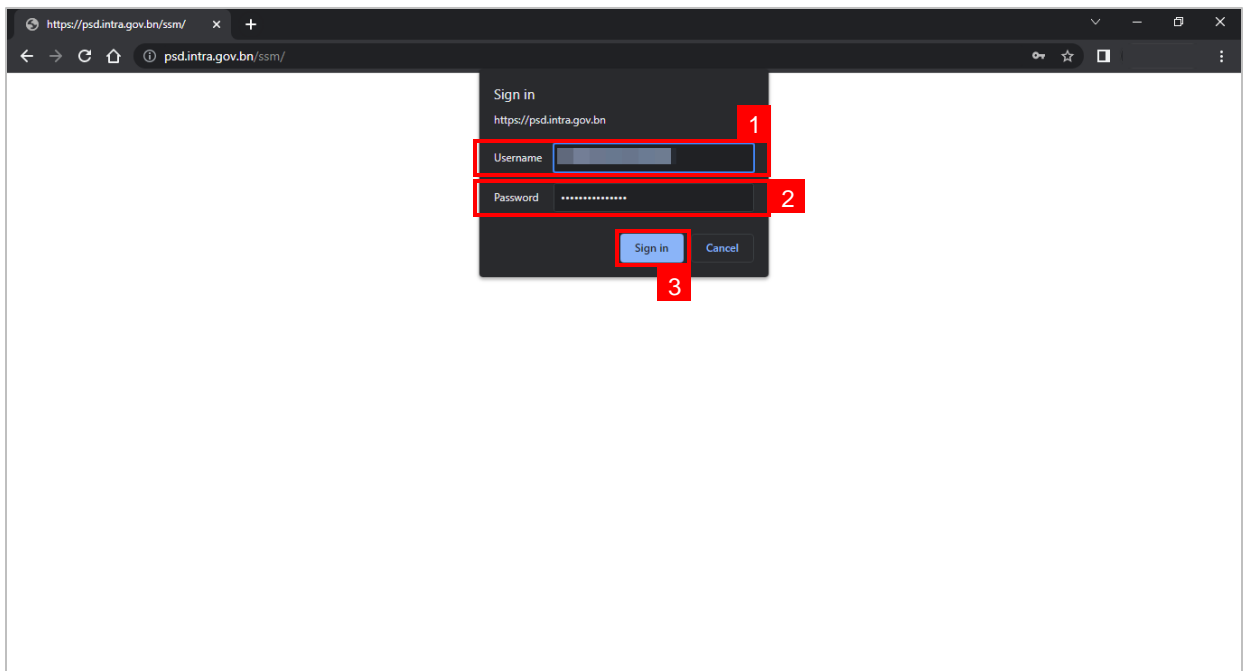 https://psd.intra.gov.bn/ssm/
psd.intra.gov.bn/ssm/
Sign in
https://psd.intra.gov.bn
1
Username
Password ••••••••••••••• 2
Sign in Cancel
3